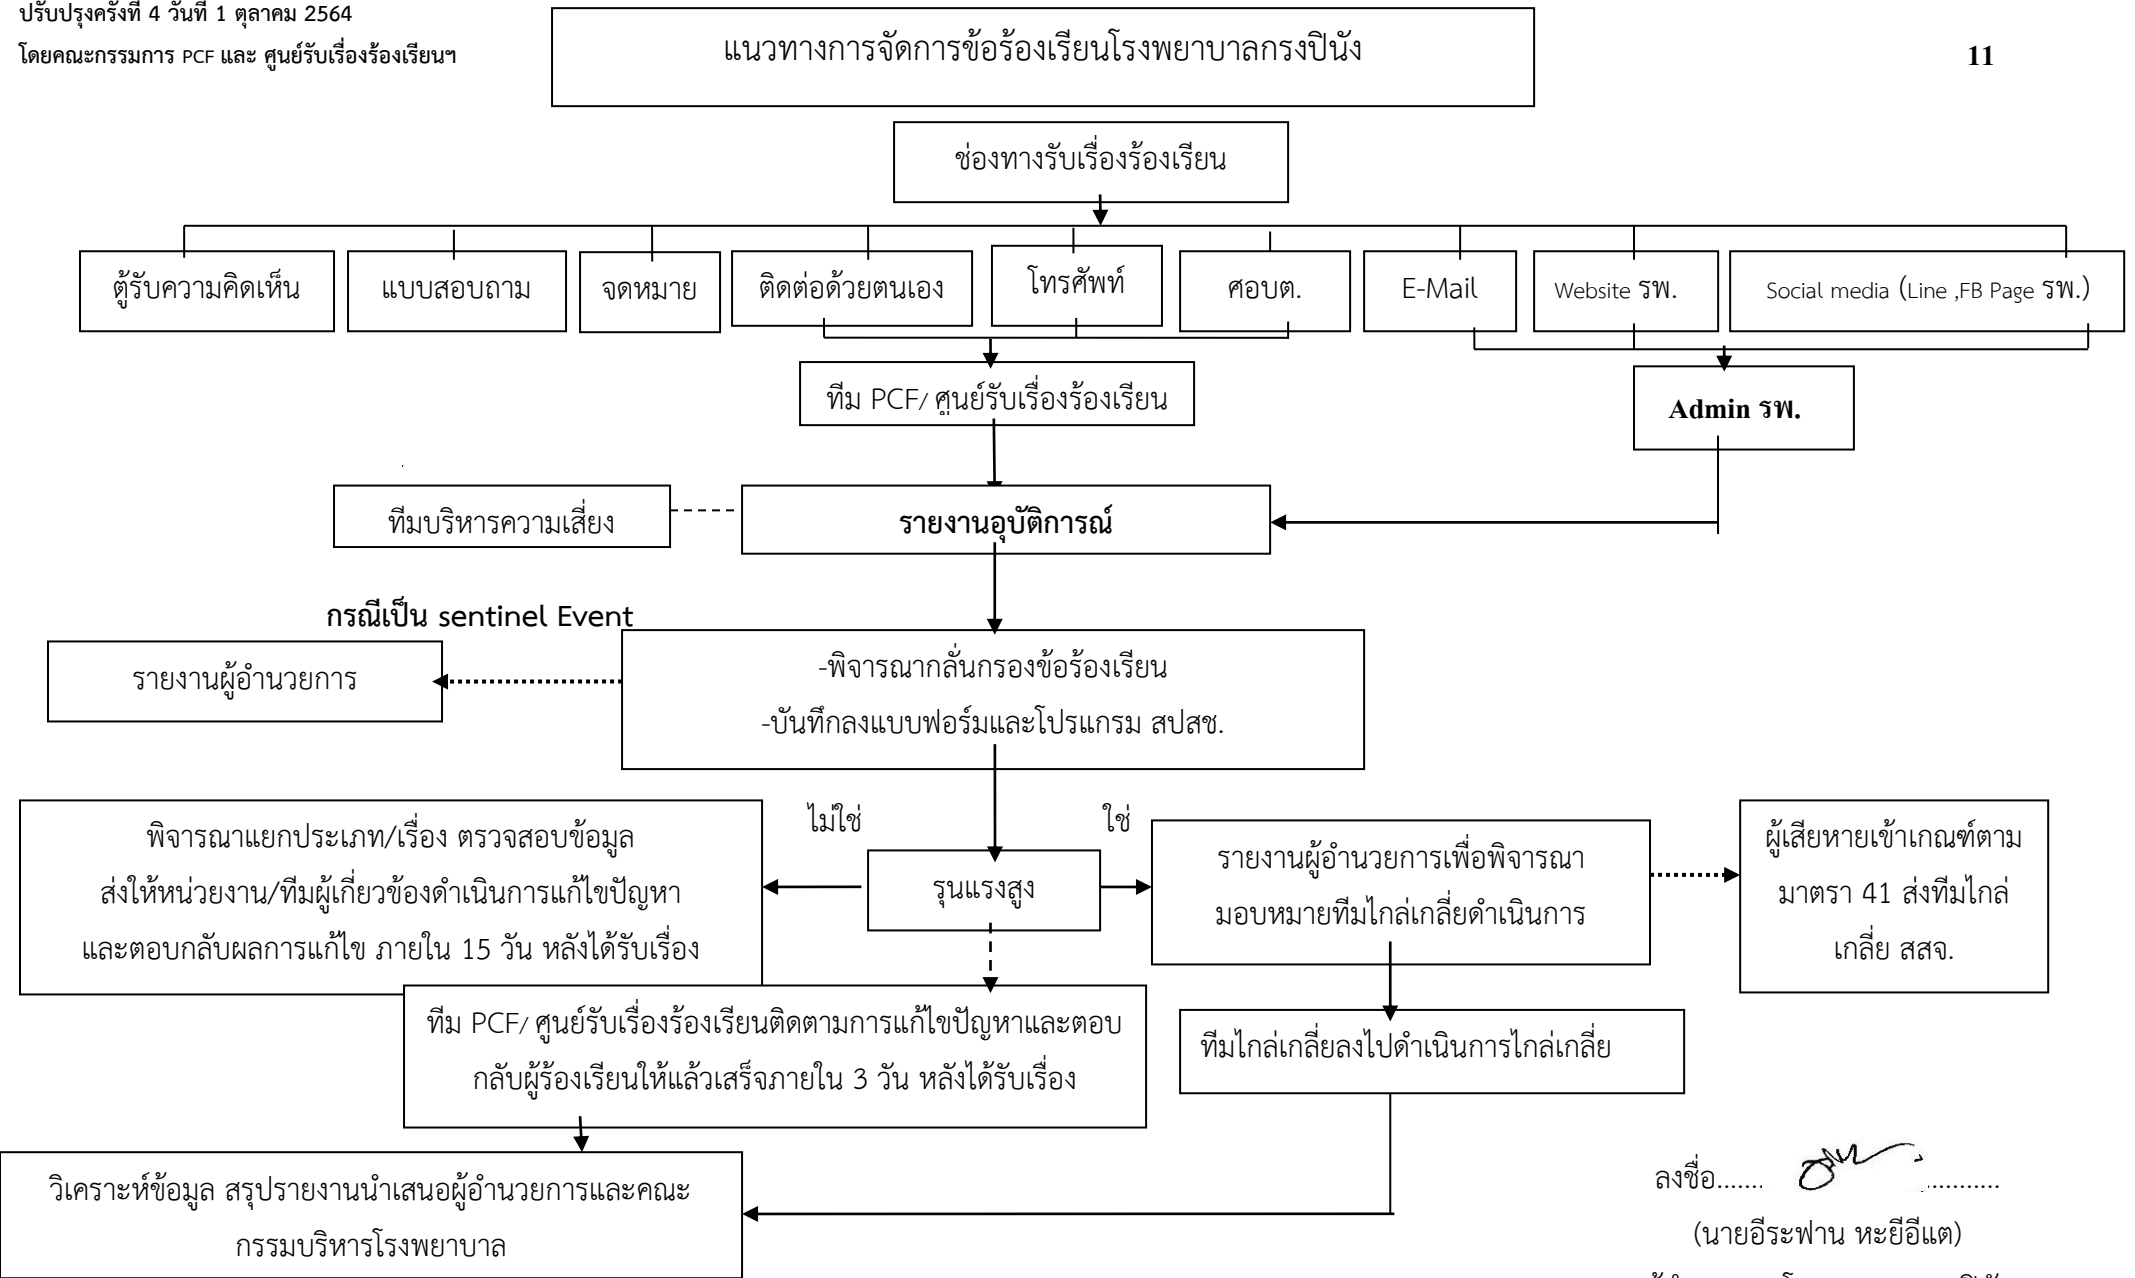 ปรับปรุงครั้งที่ 4 วันที่ 1 ตุลาคม 2564
โดยคณะกรรมการ PCF และ ศูนย์รับเรื่องร้องเรียนฯ
แนวทางการจัดการข้อร้องเรียนโรงพยาบาลกรงปินัง
11
ช่องทางรับเรื่องร้องเรียน
ตู้รับความคิดเห็น
แบบสอบถาม
จดหมาย
ติดต่อด้วยตนเอง
โทรศัพท์
ศอบต.
E-Mail
Website รพ.
Social media (Line ,FB Page รพ.)
ทีม PCF/ ศูนย์รับเรื่องร้องเรียน
Admin รพ.
ทีมบริหารความเสี่ยง
รายงานอุบัติการณ์
กรณีเป็น sentinel Event
รายงานผู้อำนวยการ
-พิจารณากลั่นกรองข้อร้องเรียน
-บันทึกลงแบบฟอร์มและโปรแกรม สปสช.
พิจารณาแยกประเภท/เรื่อง ตรวจสอบข้อมูล
ส่งให้หน่วยงาน/ทีมผู้เกี่ยวข้องดำเนินการแก้ไขปัญหา
และตอบกลับผลการแก้ไข ภายใน 15 วัน หลังได้รับเรื่อง
ไม่ใช่
ใช่
รุนแรงสูง
รายงานผู้อำนวยการเพื่อพิจารณา
มอบหมายทีมไกล่เกลี่ยดำเนินการ
ผู้เสียหายเข้าเกณฑ์ตาม
มาตรา 41 ส่งทีมไกล่
เกลี่ย สสจ.
ทีม PCF/ ศูนย์รับเรื่องร้องเรียนติดตามการแก้ไขปัญหาและตอบ
กลับผู้ร้องเรียนให้แล้วเสร็จภายใน 3 วัน หลังได้รับเรื่อง
ทีมไกล่เกลี่ยลงไปดำเนินการไกล่เกลี่ย
วิเคราะห์ข้อมูล สรุปรายงานนำเสนอผู้อำนวยการและคณะ
กรรมบริหารโรงพยาบาล
ลงชื่อ..................
(นายอีระฟาน หะยีอีแต)